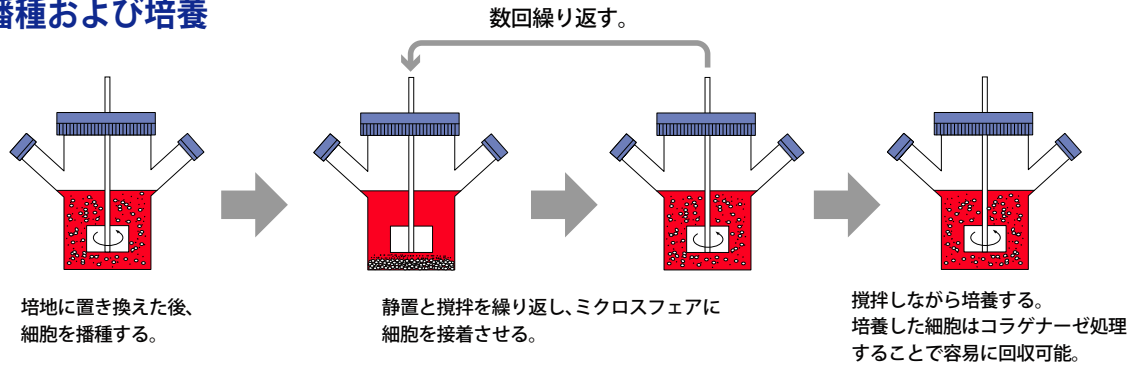 播種および培養
数回繰り返す。
培地に置き換えた後、
細胞を播種する。
静置と撹拌を繰り返し、ミクロスフェアに
細胞を接着させる。
撹拌しながら培養する。
培養した細胞はコラゲナーゼ処理
することで容易に回収可能。